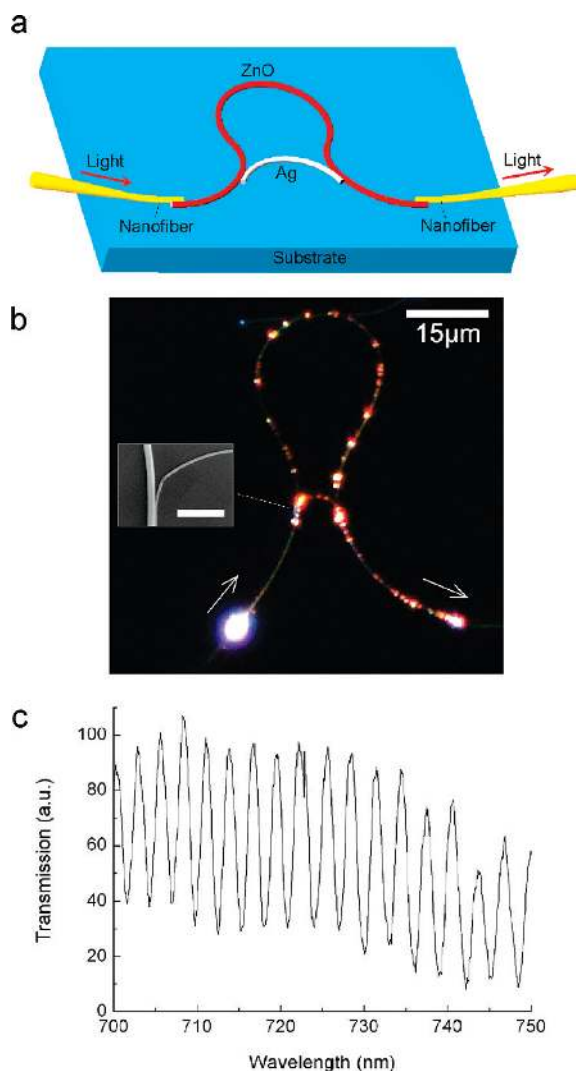 a
ZnO
Light
Ag
Light
Nanofiber
Nanofiber
Substrate
b
15μm
c
100
80
60
40
20
0
Transmission (a.u.)
700
710
720
730
740
750
Wavelength (nm)